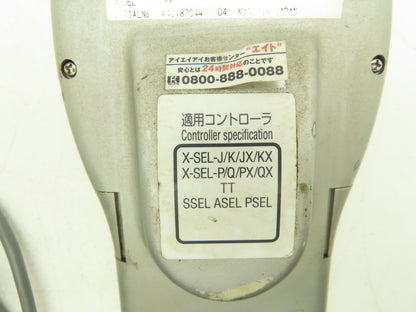 アイエイアイお客様センター"エイト"
安心とは24時間対応のことです
0800-888-0088
適用コントローラ
Controller specification
X-SEL-J/K/JX/KX
X-SEL-P/Q/PX/QX
TT
SSEL ASEL PSEL